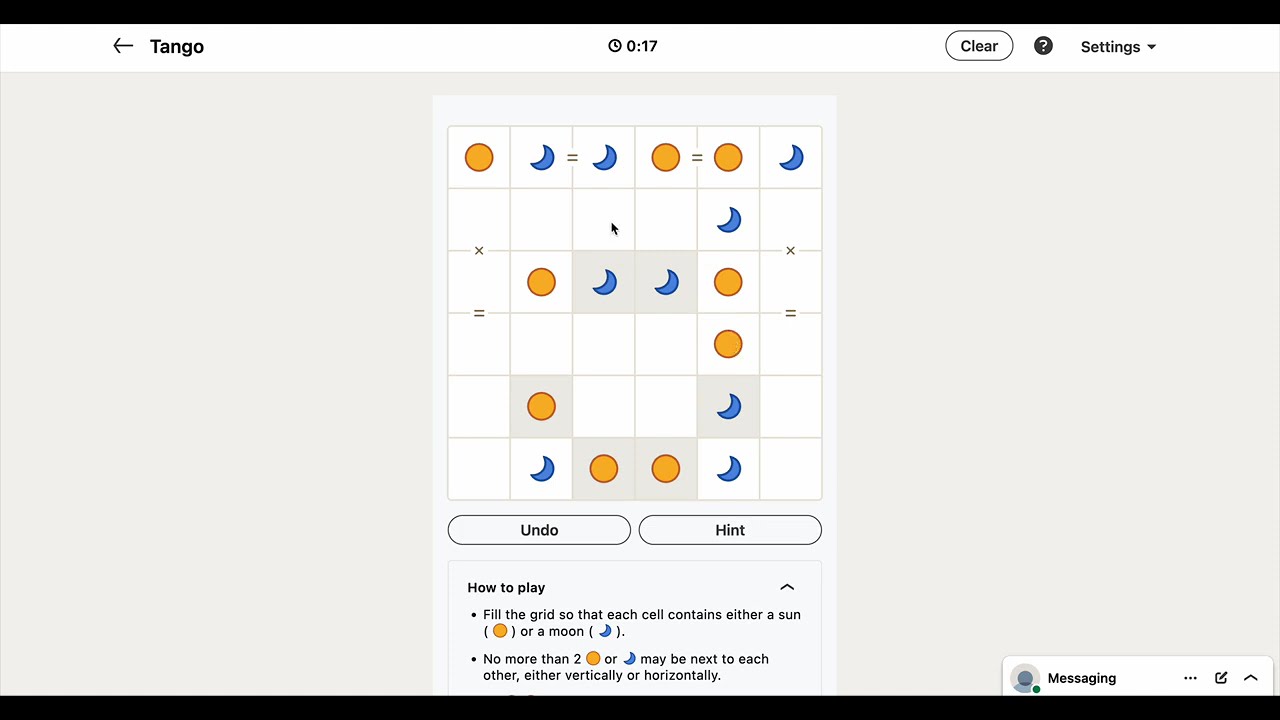 Tango
0:17
Clear
?
Settings
= =
× ×
= =
Undo
Hint
How to play
• Fill the grid so that each cell contains either a sun
( ) or a moon ( ).
• No more than 2 or may be next to each
other, either vertically or horizontally.
Messaging